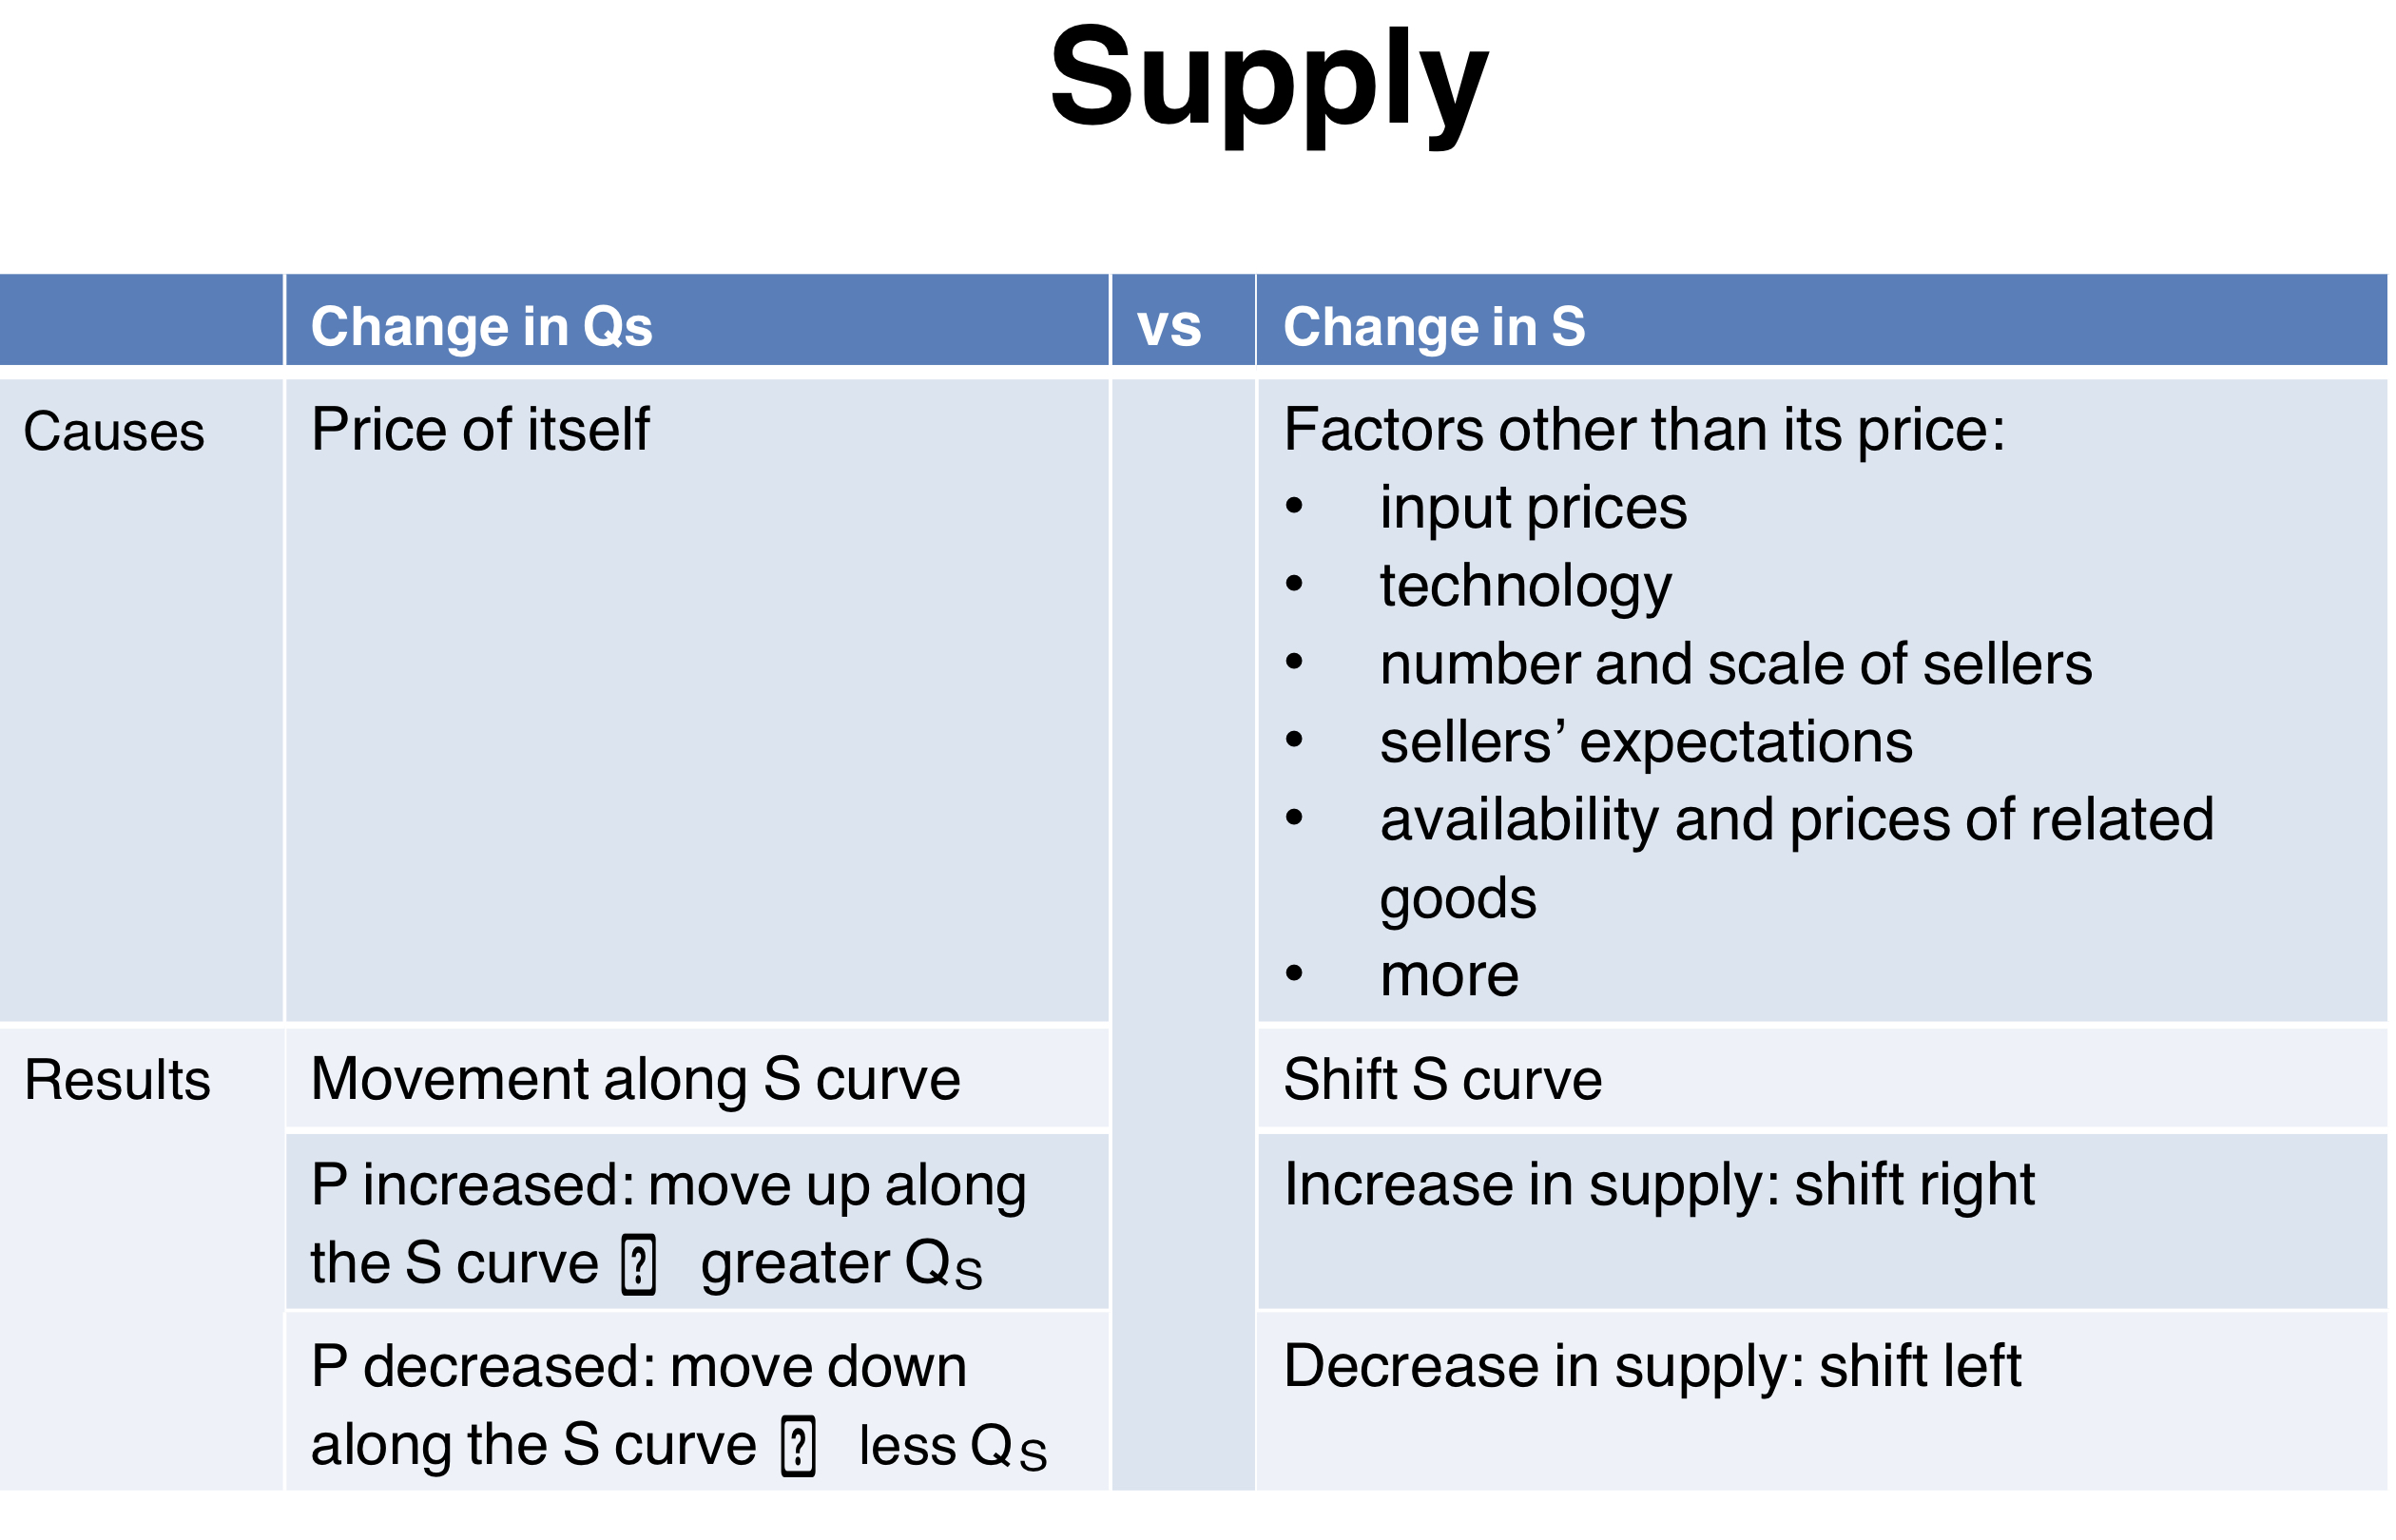 Supply
Change in Qs
vs
Change in S
Causes
Price of itself
Factors other than its price:
• input prices
• technology
• number and scale of sellers
• sellers’ expectations
• availability and prices of related
goods
• more
Results
Movement along S curve
Shift S curve
P increased: move up along
the S curve ⍰ greater QS
Increase in supply: shift right
P decreased: move down
along the S curve ⍰ less QS
Decrease in supply: shift left